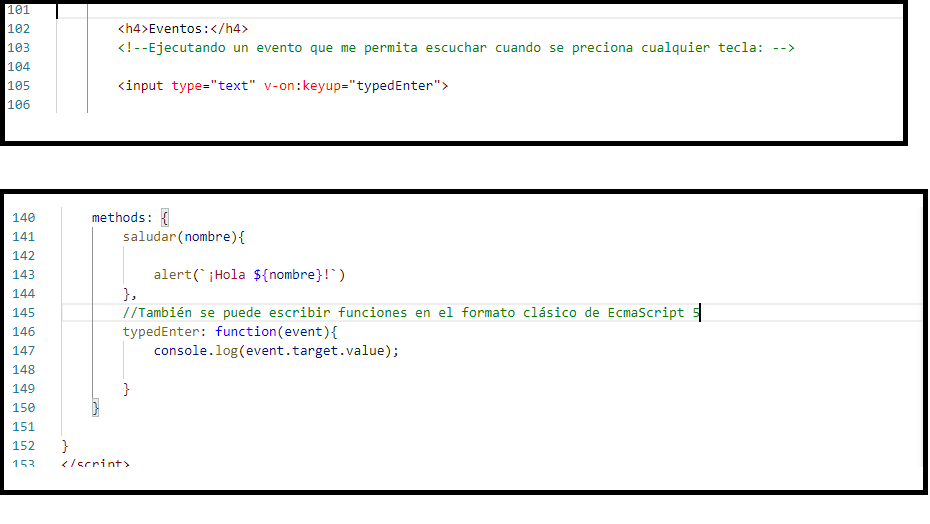 101
102 <h4>Eventos:</h4>
103 <!--Ejecutando un evento que me permita escuchar cuando se preciona cualquier tecla: -->
104
105 <input type="text" v-on:keyup="typedEnter">
106
140 methods: {
141 saludar(nombre){
142
143 alert(`¡Hola ${nombre}!`)
144 },
145 //También se puede escribir funciones en el formato clásico de EcmaScript 5
146 typedEnter: function(event){
147 console.log(event.target.value);
148
149 }
150 }
151
152 }
153 </script>